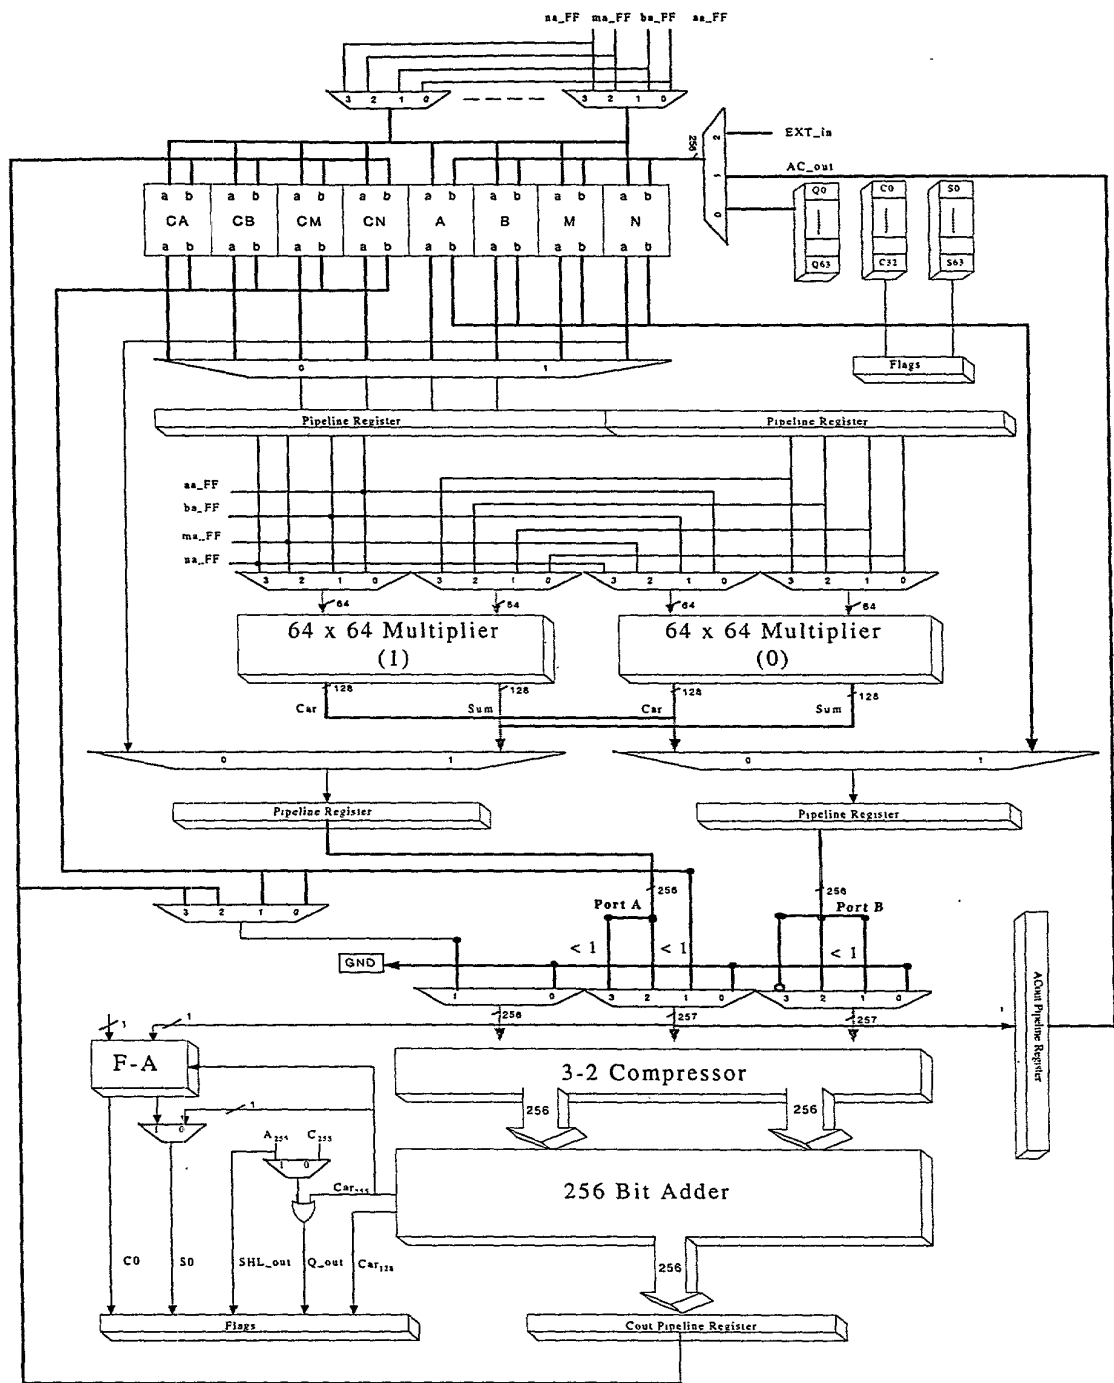 na_FF ma_FF ba_FF aa_FF
3 2 1 0
3 2 1 0
256
2
1
0
EXT_in
AC_out
a b a b a b a b a b a b a b a b
CA CB CM CN A B M N
a b a b a b a b a b a b a b a b
Q0
Q63
C0
C32
S0
S63
Flags
0 1
Pipeline Register
Pipeline Register
aa_FF
ba_FF
ma_FF
na_FF
3 2 1 0
3 2 1 0
3 2 1 0
3 2 1 0
64
64
64
64
64 x 64 Multiplier
(1)
64 x 64 Multiplier
(0)
128
128
128
128
Car
Sum
Car
Sum
0 1
0 1
Pipeline Register
Pipeline Register
256
256
3 2 1 0
Port A
Port B
< 1
< 1
< 1
GND
1 0
3 2 1 0
3 2 1 0
256
257
257
1
1
1
ACout Pipeline Register
F-A
3-2 Compressor
1
1 0
256
256
A254
C255
1 0
256 Bit Adder
Car255
C0
S0
SHL_out
Q_out
Car128
256
Flags
Cout Pipeline Register